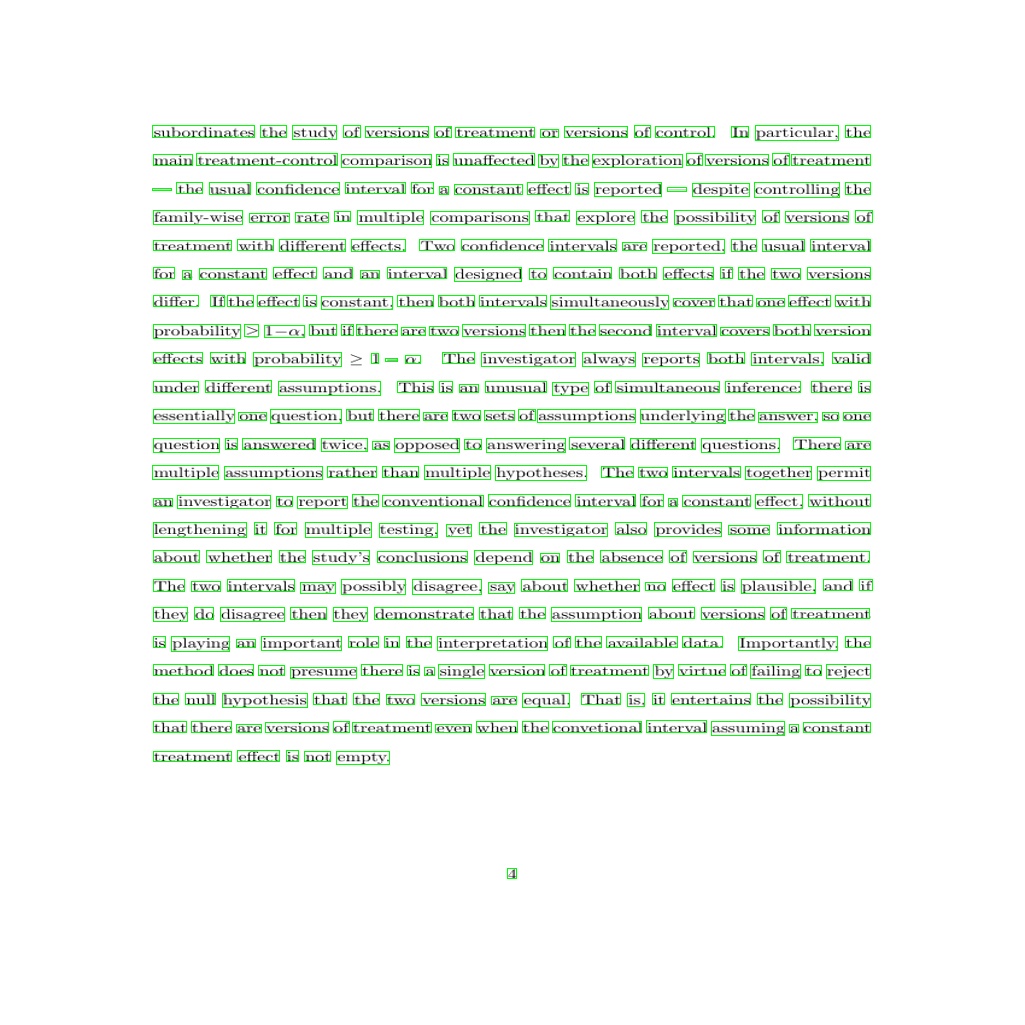 subordinates the study of versions of treatment or versions of control. In particular, the
main treatment-control comparison is unaffected by the exploration of versions of treatment
— the usual confidence interval for a constant effect is reported — despite controlling the
family-wise error rate in multiple comparisons that explore the possibility of versions of
treatment with different effects. Two confidence intervals are reported, the usual interval
for a constant effect and an interval designed to contain both effects if the two versions
differ. If the effect is constant, then both intervals simultaneously cover that one effect with
probability ≥ 1−α, but if there are two versions then the second interval covers both version
effects with probability ≥ 1 − α. The investigator always reports both intervals, valid
under different assumptions. This is an unusual type of simultaneous inference: there is
essentially one question, but there are two sets of assumptions underlying the answer, so one
question is answered twice, as opposed to answering several different questions. There are
multiple assumptions rather than multiple hypotheses. The two intervals together permit
an investigator to report the conventional confidence interval for a constant effect, without
lengthening it for multiple testing, yet the investigator also provides some information
about whether the study's conclusions depend on the absence of versions of treatment.
The two intervals may possibly disagree, say about whether no effect is plausible, and if
they do disagree then they demonstrate that the assumption about versions of treatment
is playing an important role in the interpretation of the available data. Importantly, the
method does not presume there is a single version of treatment by virtue of failing to reject
the null hypothesis that the two versions are equal. That is, it entertains the possibility
that there are versions of treatment even when the convetional interval assuming a constant
treatment effect is not empty.
4